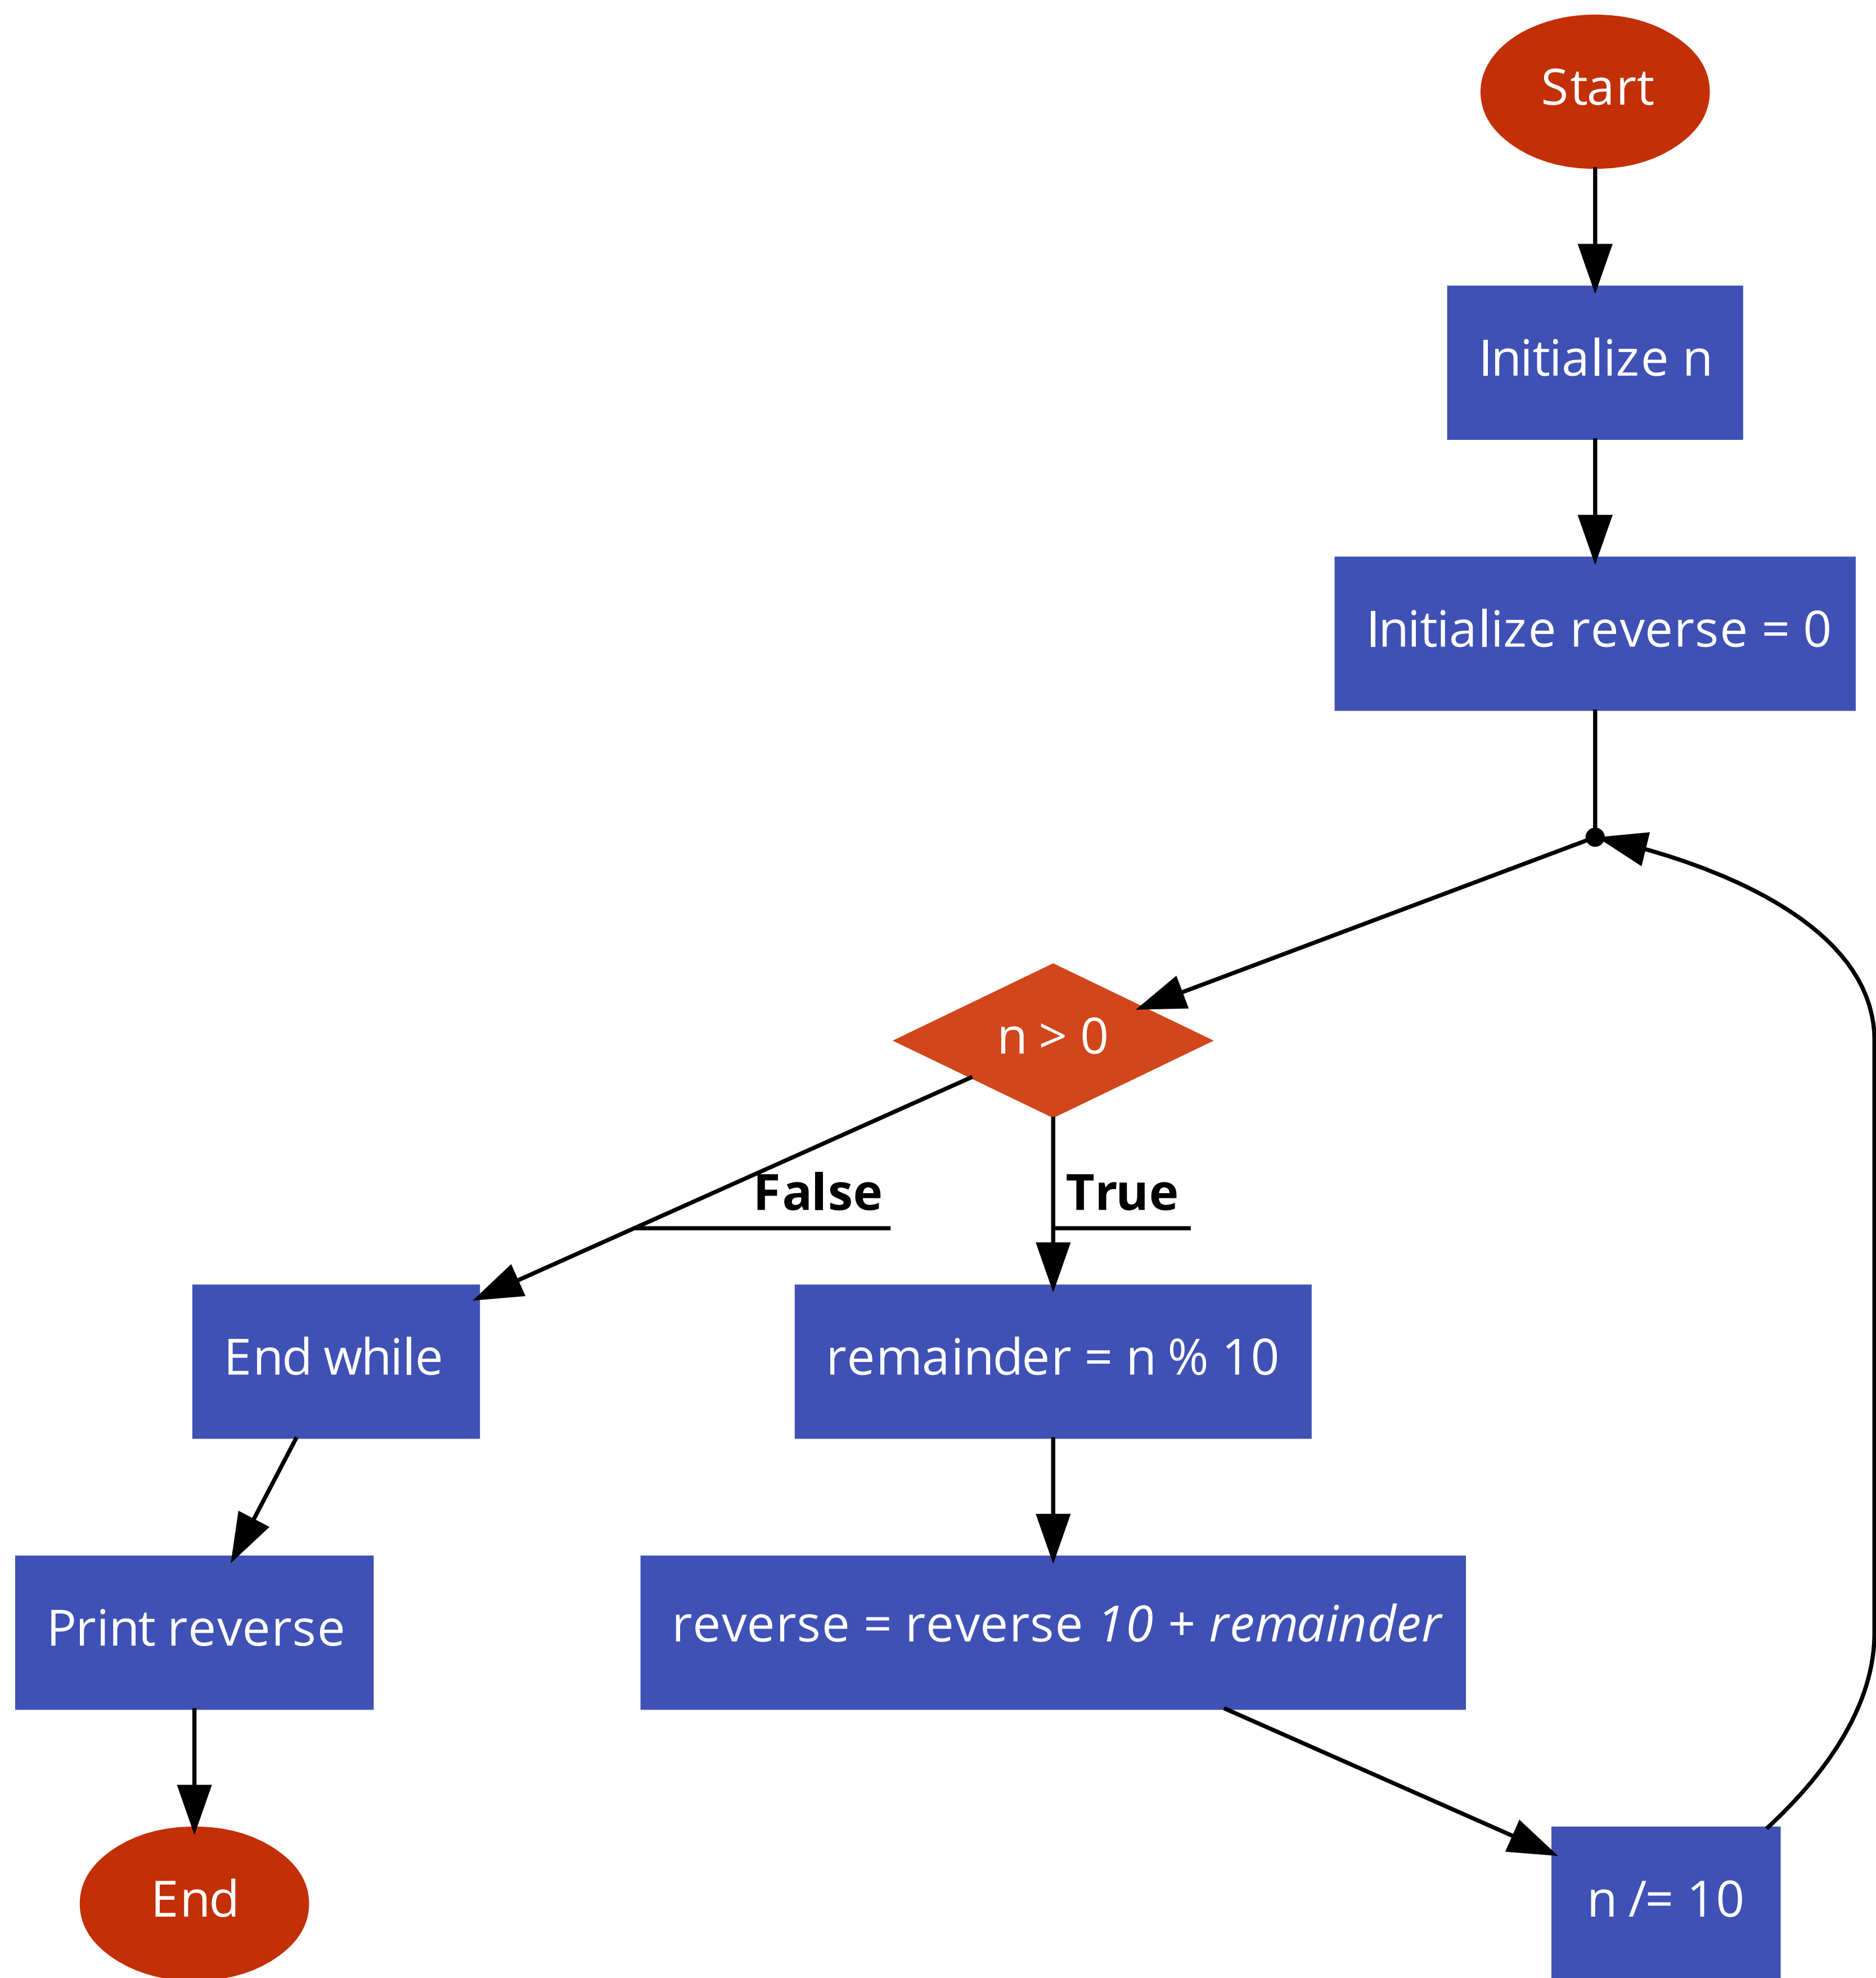 Start
Initialize n
Initialize reverse = 0
n > 0
False
True
End while
remainder = n % 10
Print reverse
reverse = reverse 10 + remainder
End
n /= 10